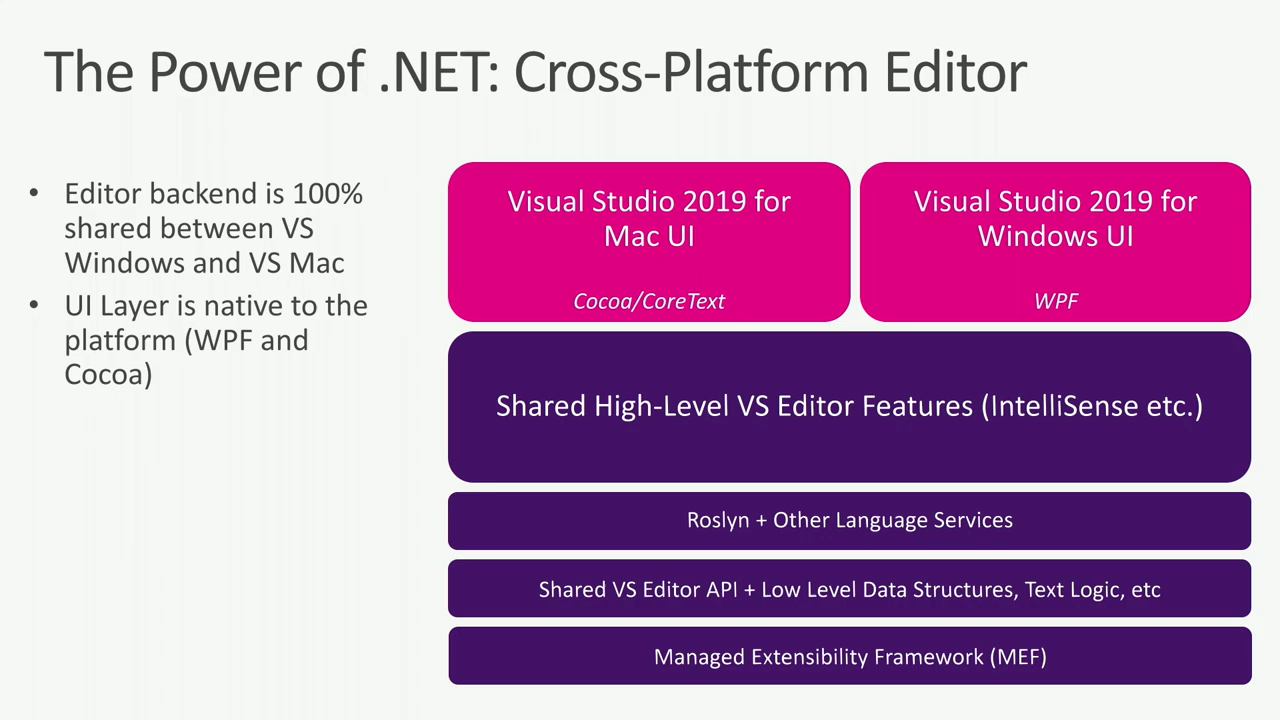 The Power of .NET: Cross-Platform Editor
• Editor backend is 100%
shared between VS
Windows and VS Mac
• UI Layer is native to the
platform (WPF and
Cocoa)
Visual Studio 2019 for
Mac UI
Cocoa/CoreText
Visual Studio 2019 for
Windows UI
WPF
Shared High-Level VS Editor Features (IntelliSense etc.)
Roslyn + Other Language Services
Shared VS Editor API + Low Level Data Structures, Text Logic, etc
Managed Extensibility Framework (MEF)